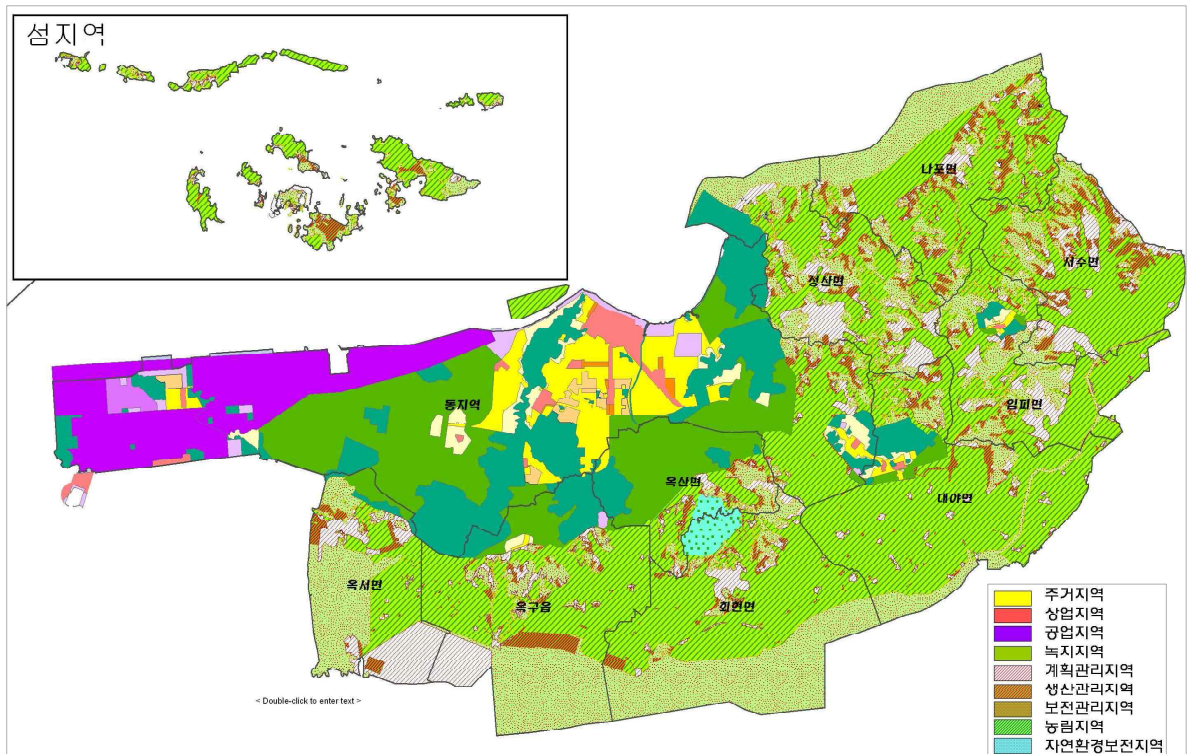 섬지역
나포면
서수면
성산면
임피면
동지역
옥산면
대야면
옥서면
옥구읍
회현면
< Double-click to enter text >
주거지역
상업지역
공업지역
녹지지역
계획관리지역
생산관리지역
보전관리지역
농림지역
자연환경보전지역